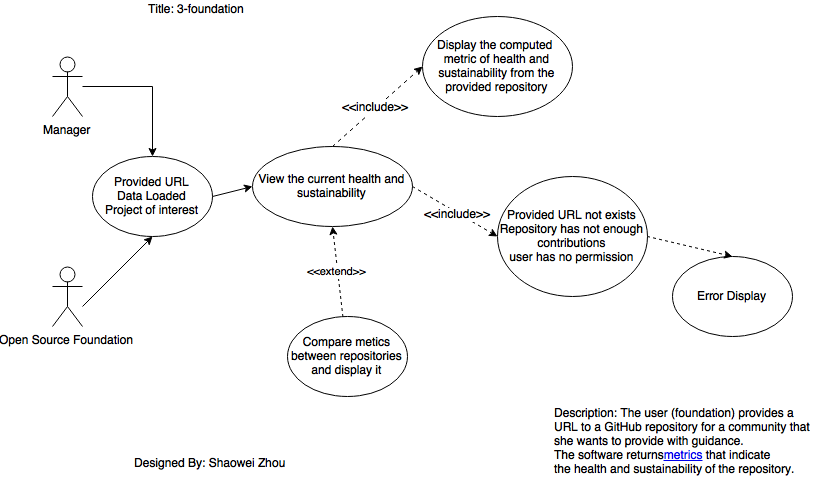 Title: 3-foundation
Display the computed
metric of health and
sustainability from the
provided repository
<<include>>
Manager
Provided URL
Data Loaded
Project of interest
View the current health and
sustainability
<<include>>
Provided URL not exists
Repository has not enough
contributions
user has no permission
<<extend>>
Error Display
Open Source Foundation
Compare metics
between repositories
and display it
Description: The user (foundation) provides a
URL to a GitHub repository for a community that
she wants to provide with guidance.
The software returnsmetrics that indicate
the health and sustainability of the repository.
Designed By: Shaowei Zhou